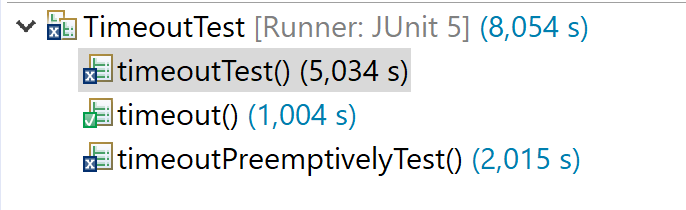 TimeoutTest [Runner: JUnit 5] (8,054 s)
timeoutTest() (5,034 s)
timeout() (1,004 s)
timeoutPreemptivelyTest() (2,015 s)